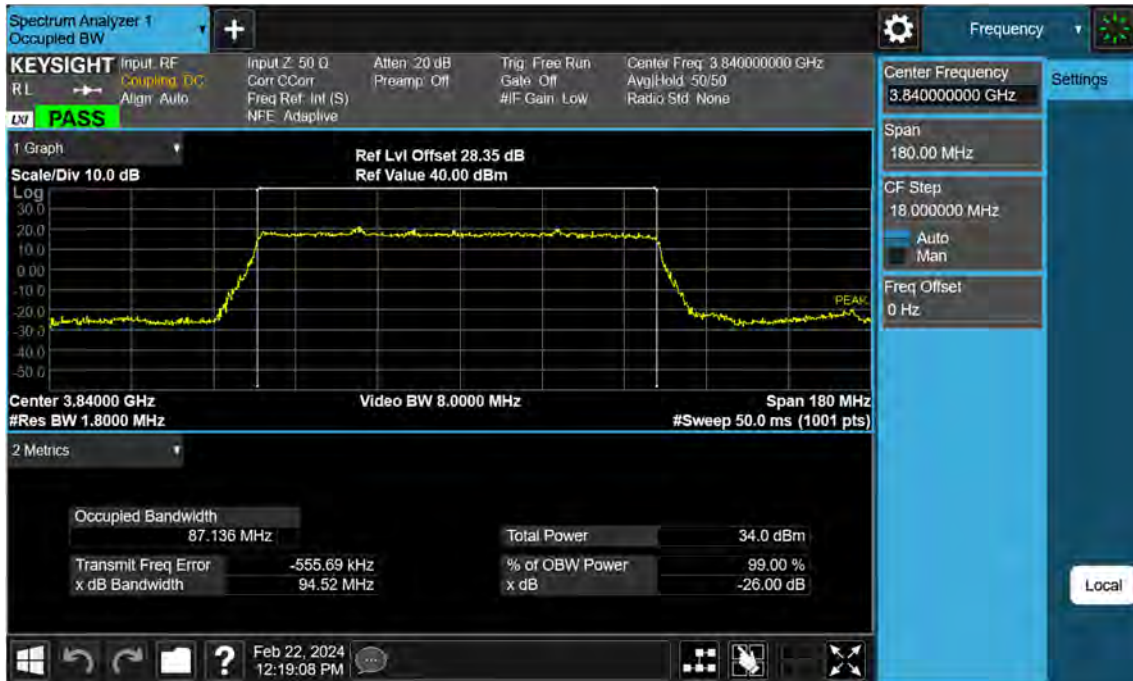 Spectrum Analyzer 1
Occupied BW
+
Frequency
KEYSIGHT
RL
LXI
PASS
Input: RF
Coupling: DC
Align: Auto
Input Z: 50 Ω
Corr CCorr
Freq Ref: Int (S)
NFE: Adaptive
Atten: 20 dB
Preamp: Off
Trig: Free Run
Gate: Off
#IF Gain: Low
Center Freq: 3.840000000 GHz
Avg|Hold: 50/50
Radio Std: None
Center Frequency
3.840000000 GHz
Settings
Span
180.00 MHz
CF Step
18.000000 MHz
Auto
Man
Freq Offset
0 Hz
1 Graph
Scale/Div 10.0 dB
Ref Lvl Offset 28.35 dB
Ref Value 40.00 dBm
Log
30.0
20.0
10.0
0.00
-10.0
-20.0
-30.0
-40.0
-50.0
PEAK
Center 3.84000 GHz
Video BW 8.0000 MHz
Span 180 MHz
#Res BW 1.8000 MHz
#Sweep 50.0 ms (1001 pts)
2 Metrics
Occupied Bandwidth
87.136 MHz
Total Power 34.0 dBm
Transmit Freq Error -555.69 kHz
% of OBW Power 99.00 %
x dB Bandwidth 94.52 MHz
x dB -26.00 dB
Local
?
Feb 22, 2024
12:19:08 PM